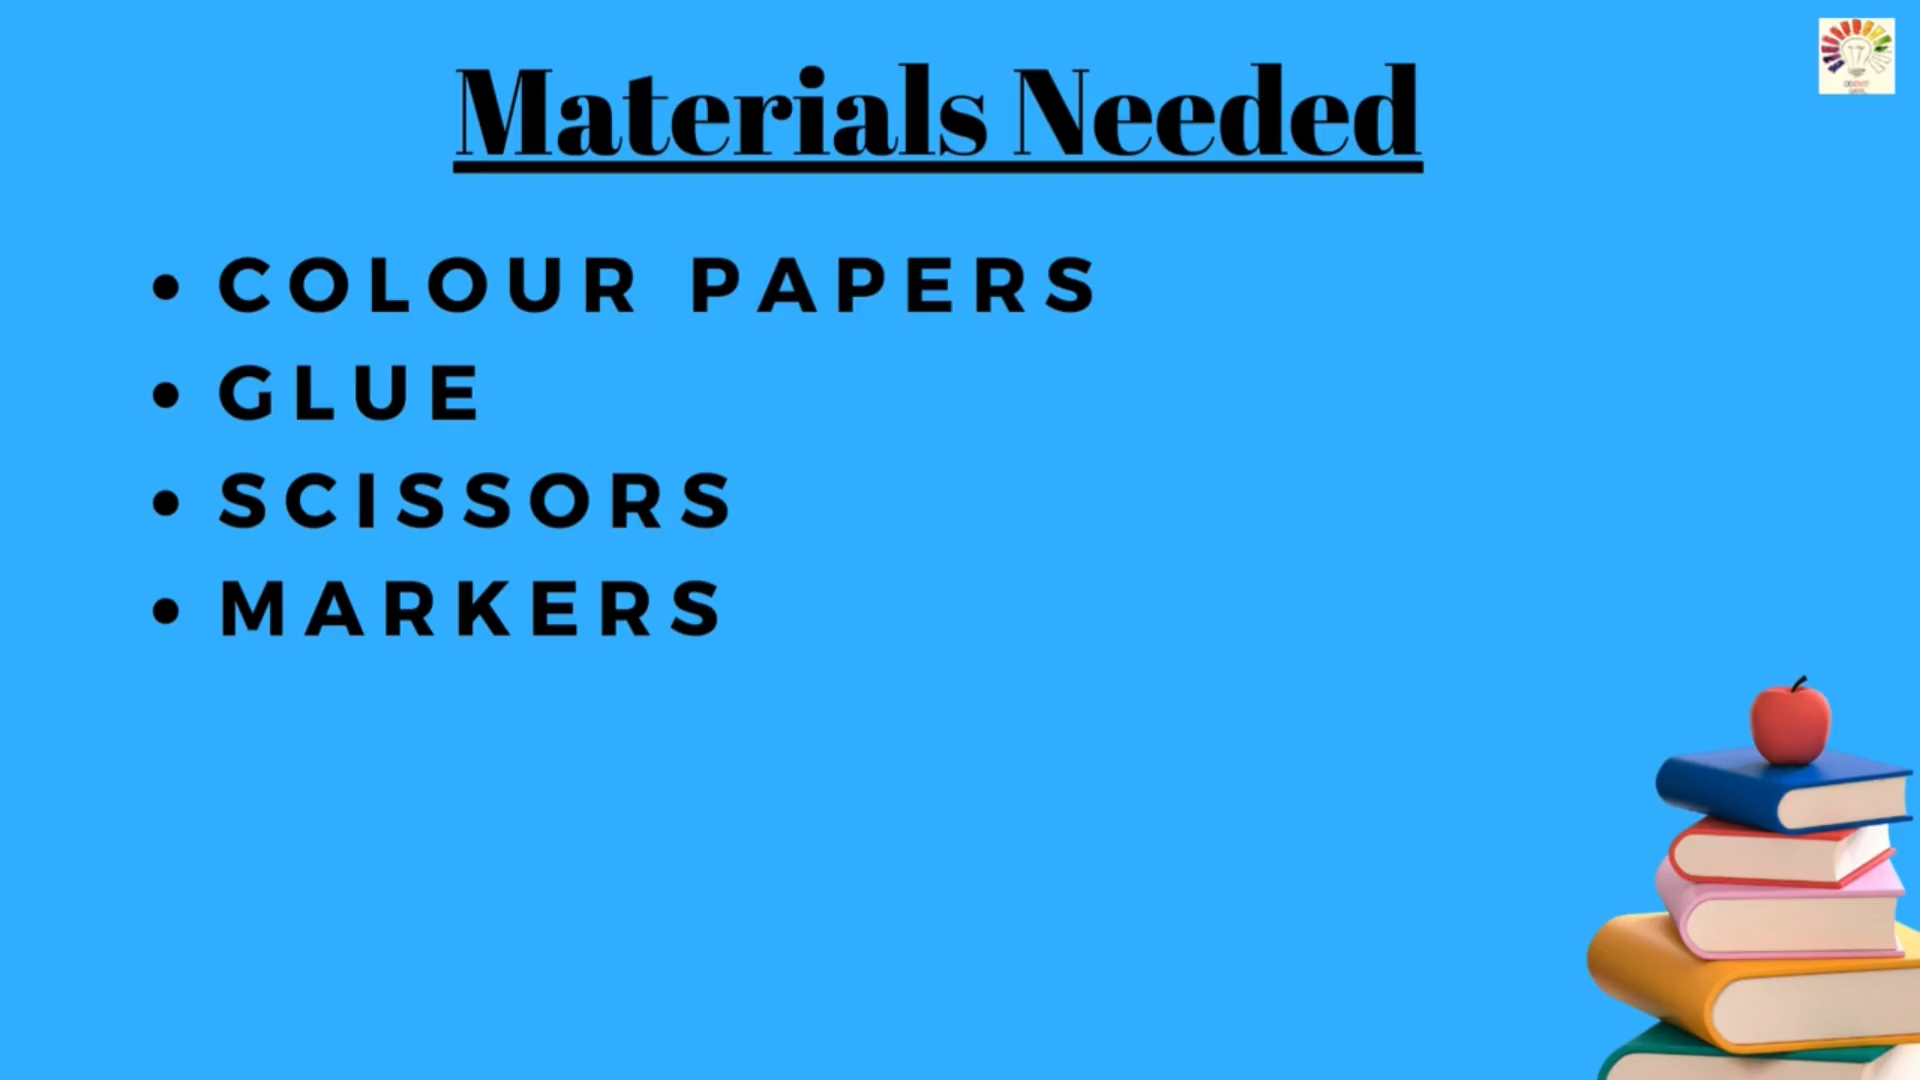 Materials Needed
• COLOUR PAPERS
• GLUE
• SCISSORS
• MARKERS